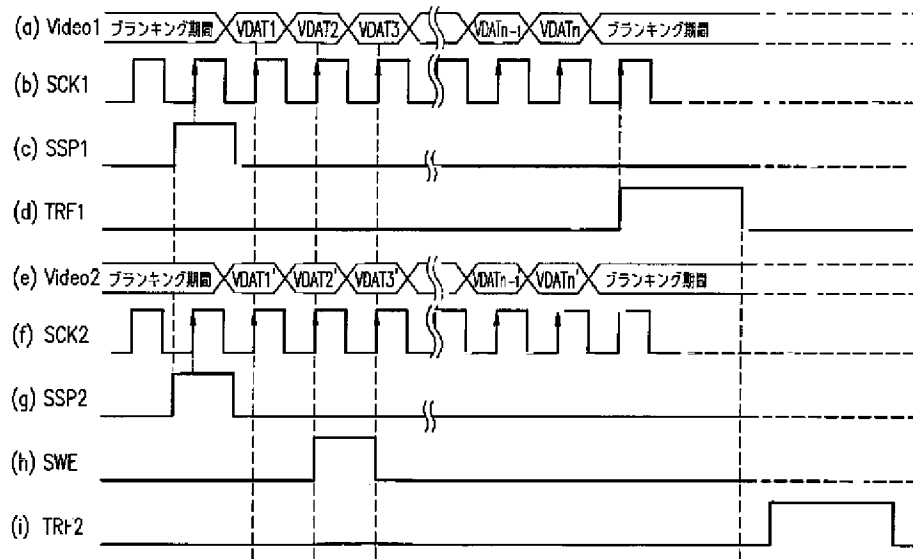 (a) Video1 ブランキング期間 VDAT1 VDAT2 VDAT3 VDATn-1 VDATn ブランキング期間
(b) SCK1
(c) SSP1
(d) TRF1
(e) Video2 ブランキング期間 VDAT1' VDAT2' VDAT3' VDATn-1' VDATn' ブランキング期間
(f) SCK2
(g) SSP2
(h) SWE
(i) TRF2